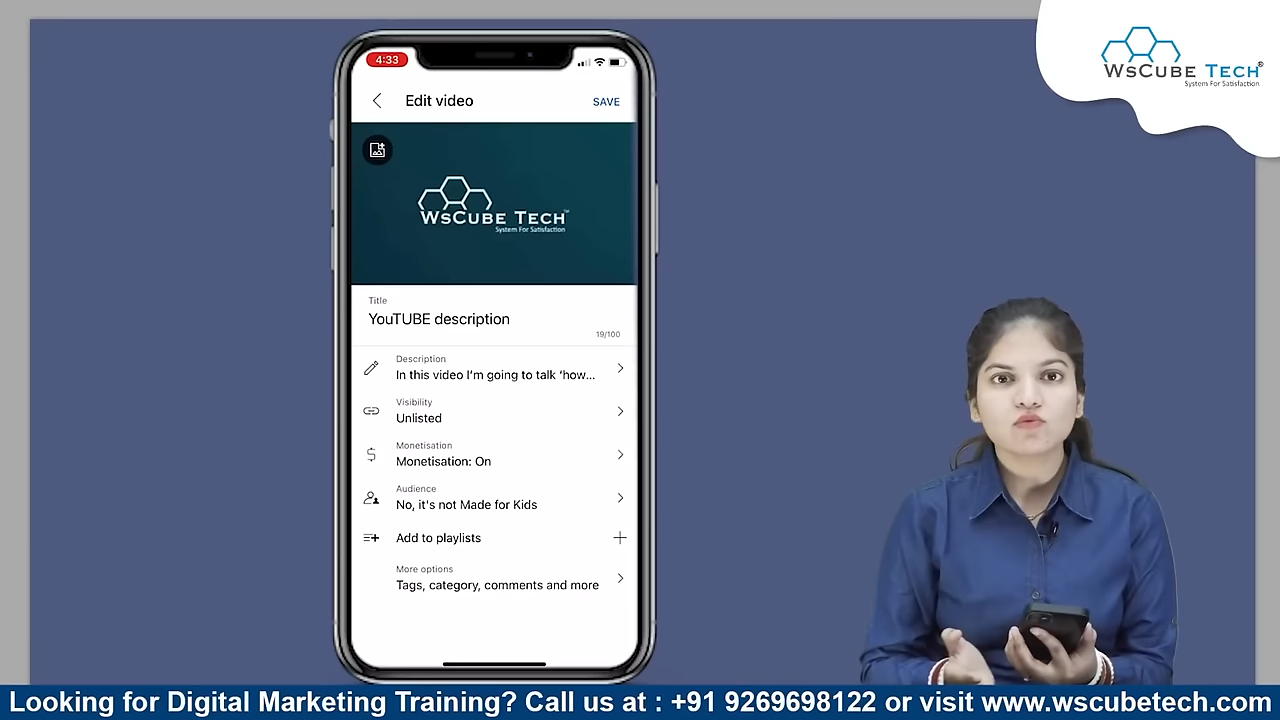 4:33
Edit video
SAVE
WsCube Tech®
System For Satisfaction
WsCube Tech™
System For Satisfaction
Title
YouTUBE description
19/100
Description
In this video I'm going to talk 'how...
Visibility
Unlisted
Monetisation
Monetisation: On
Audience
No, it's not Made for Kids
Add to playlists
More options
Tags, category, comments and more
Looking for Digital Marketing Training? Call us at : +91 9269698122 or visit www.wscubetech.com